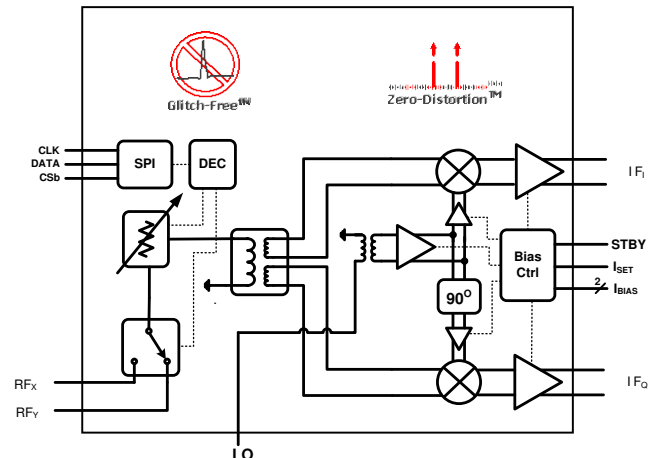 Glitch-Free™
Zero-Distortion™
CLK
DATA
CSb
SPI
DEC
IF_I
Bias
Ctrl
STBY
I_SET
2
I_BIAS
90°
RF_X
RF_Y
IF_Q
LO